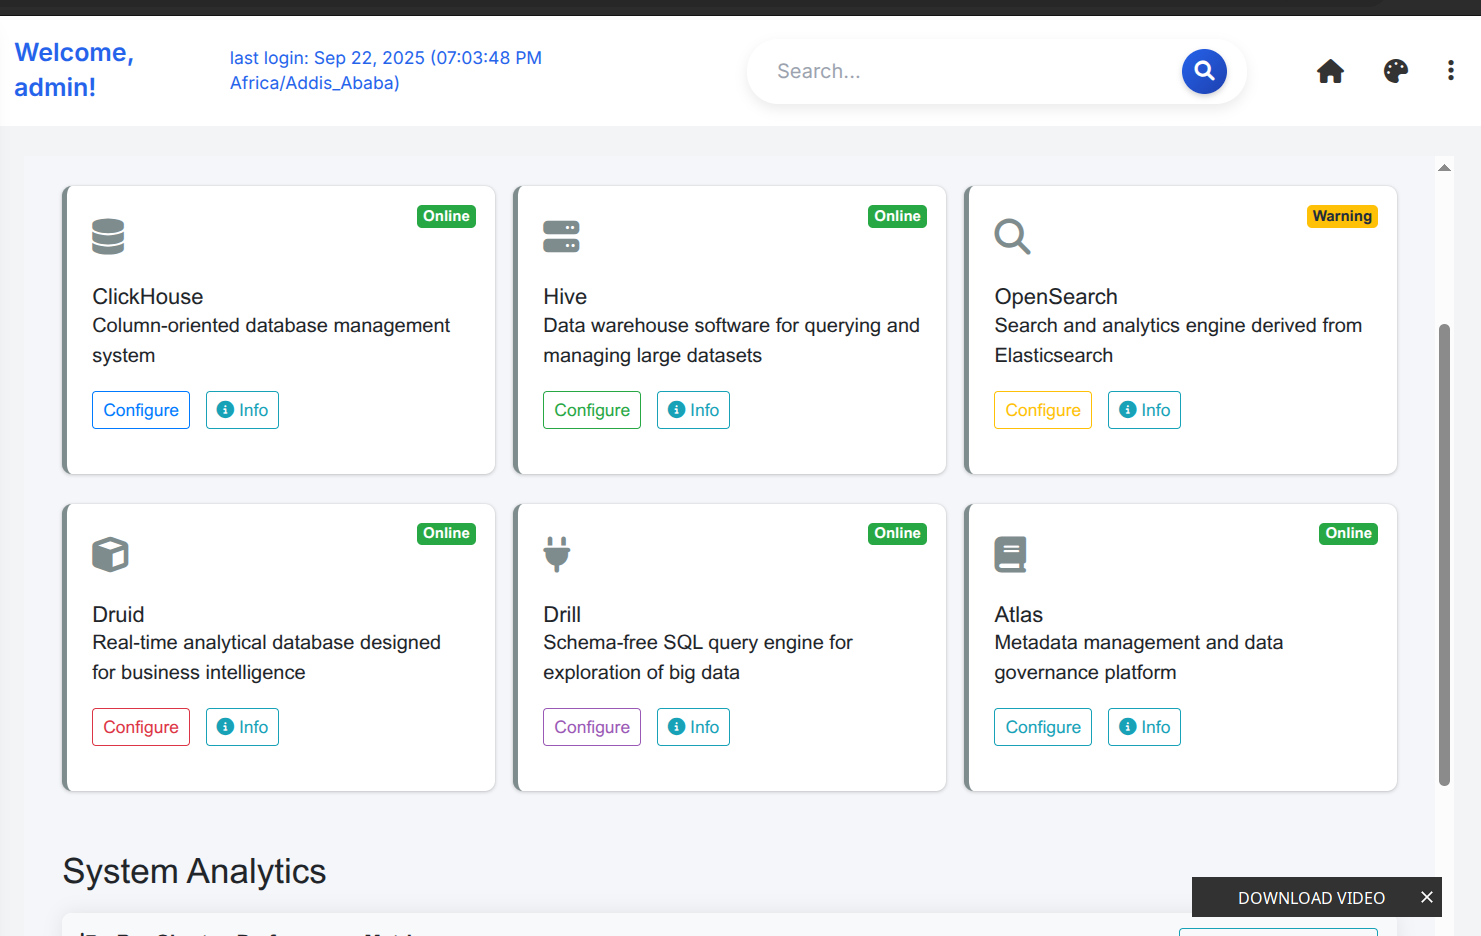 Welcome,
admin!
last login: Sep 22, 2025 (07:03:48 PM
Africa/Addis_Ababa)
Search...
Online
ClickHouse
Column-oriented database management
system
Configure
Info
Online
Hive
Data warehouse software for querying and
managing large datasets
Configure
Info
Warning
OpenSearch
Search and analytics engine derived from
Elasticsearch
Configure
Info
Online
Druid
Real-time analytical database designed
for business intelligence
Configure
Info
Online
Drill
Schema-free SQL query engine for
exploration of big data
Configure
Info
Online
Atlas
Metadata management and data
governance platform
Configure
Info
System Analytics
DOWNLOAD VIDEO